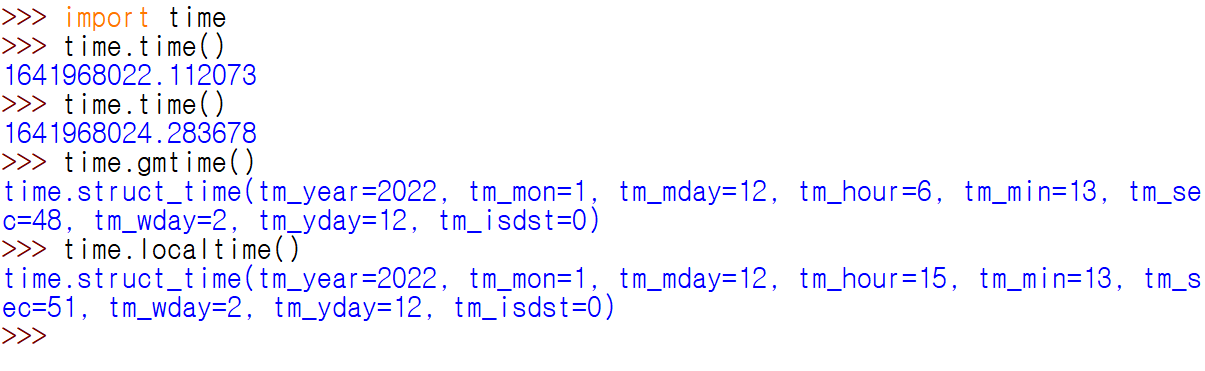 >>> import time
>>> time.time()
1641968022.112073
>>> time.time()
1641968024.283678
>>> time.gmtime()
time.struct_time(tm_year=2022, tm_mon=1, tm_mday=12, tm_hour=6, tm_min=13, tm_se
c=48, tm_wday=2, tm_yday=12, tm_isdst=0)
>>> time.localtime()
time.struct_time(tm_year=2022, tm_mon=1, tm_mday=12, tm_hour=15, tm_min=13, tm_s
ec=51, tm_wday=2, tm_yday=12, tm_isdst=0)
>>>